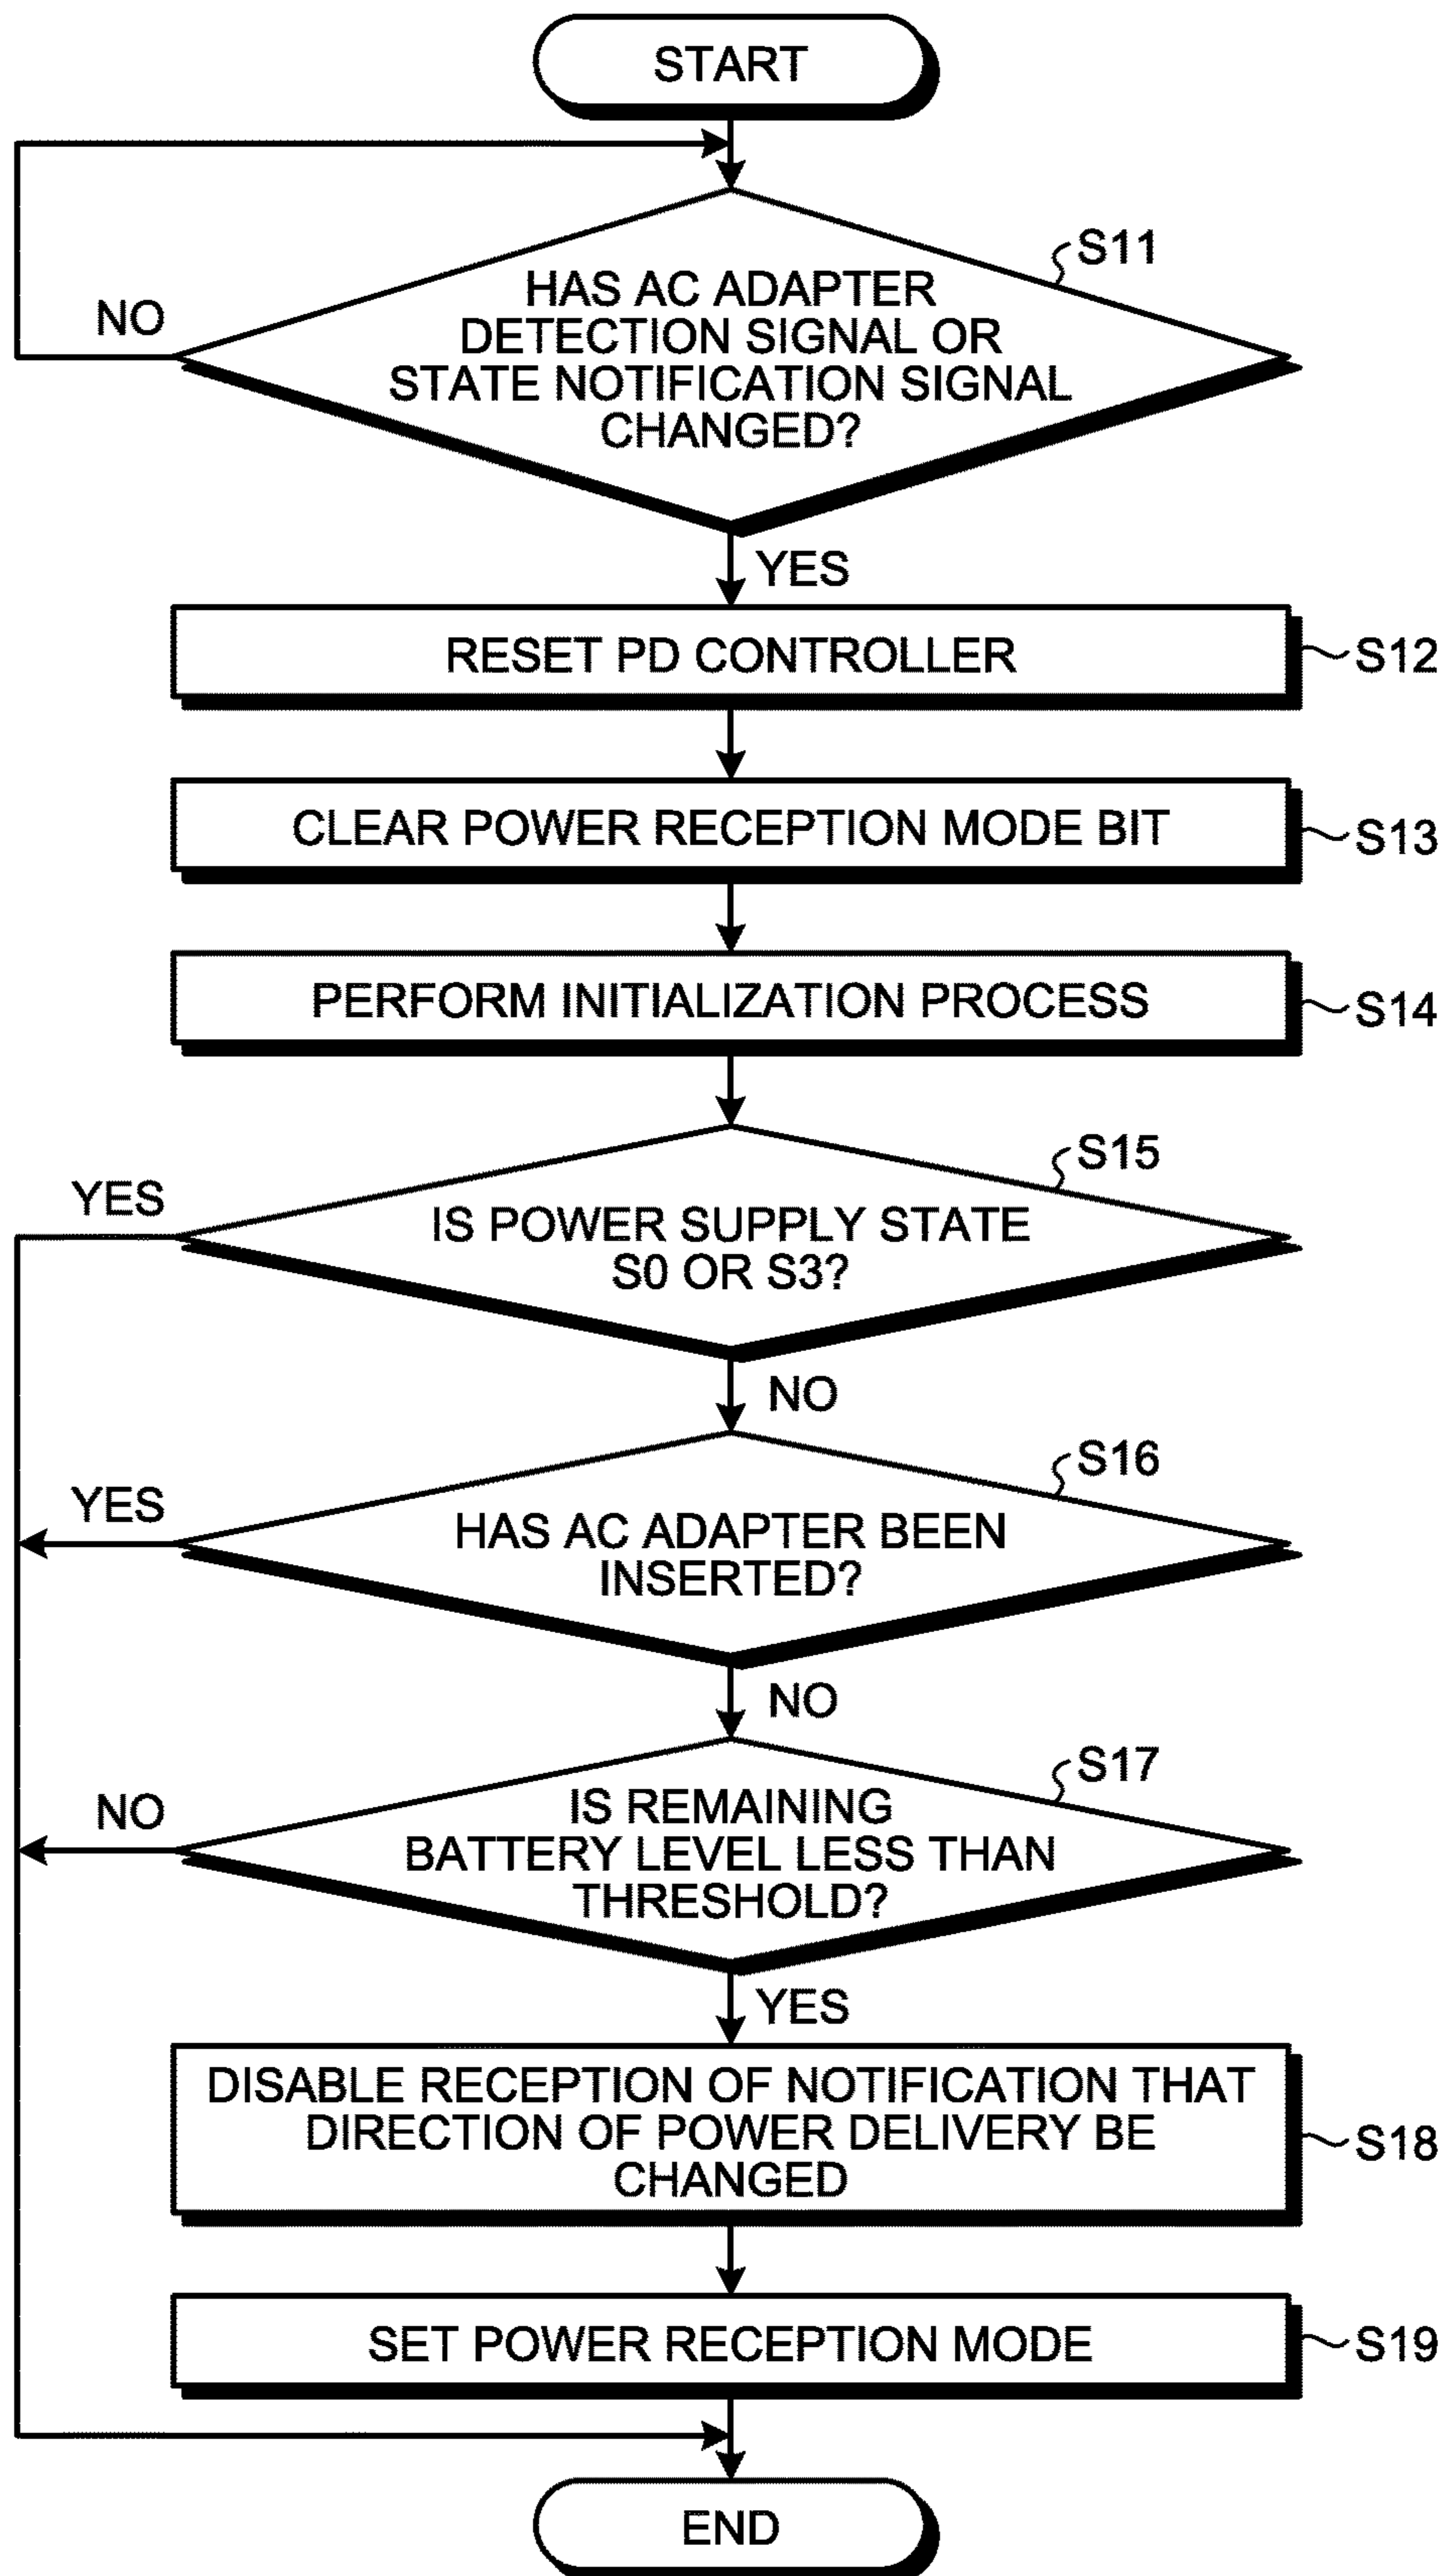 START
S11
HAS AC ADAPTER
DETECTION SIGNAL OR
STATE NOTIFICATION SIGNAL
CHANGED?
NO
YES
RESET PD CONTROLLER
S12
CLEAR POWER RECEPTION MODE BIT
S13
PERFORM INITIALIZATION PROCESS
S14
S15
YES
IS POWER SUPPLY STATE
S0 OR S3?
NO
S16
YES
HAS AC ADAPTER BEEN
INSERTED?
NO
S17
NO
IS REMAINING
BATTERY LEVEL LESS THAN
THRESHOLD?
YES
DISABLE RECEPTION OF NOTIFICATION THAT
DIRECTION OF POWER DELIVERY BE
CHANGED
S18
SET POWER RECEPTION MODE
S19
END